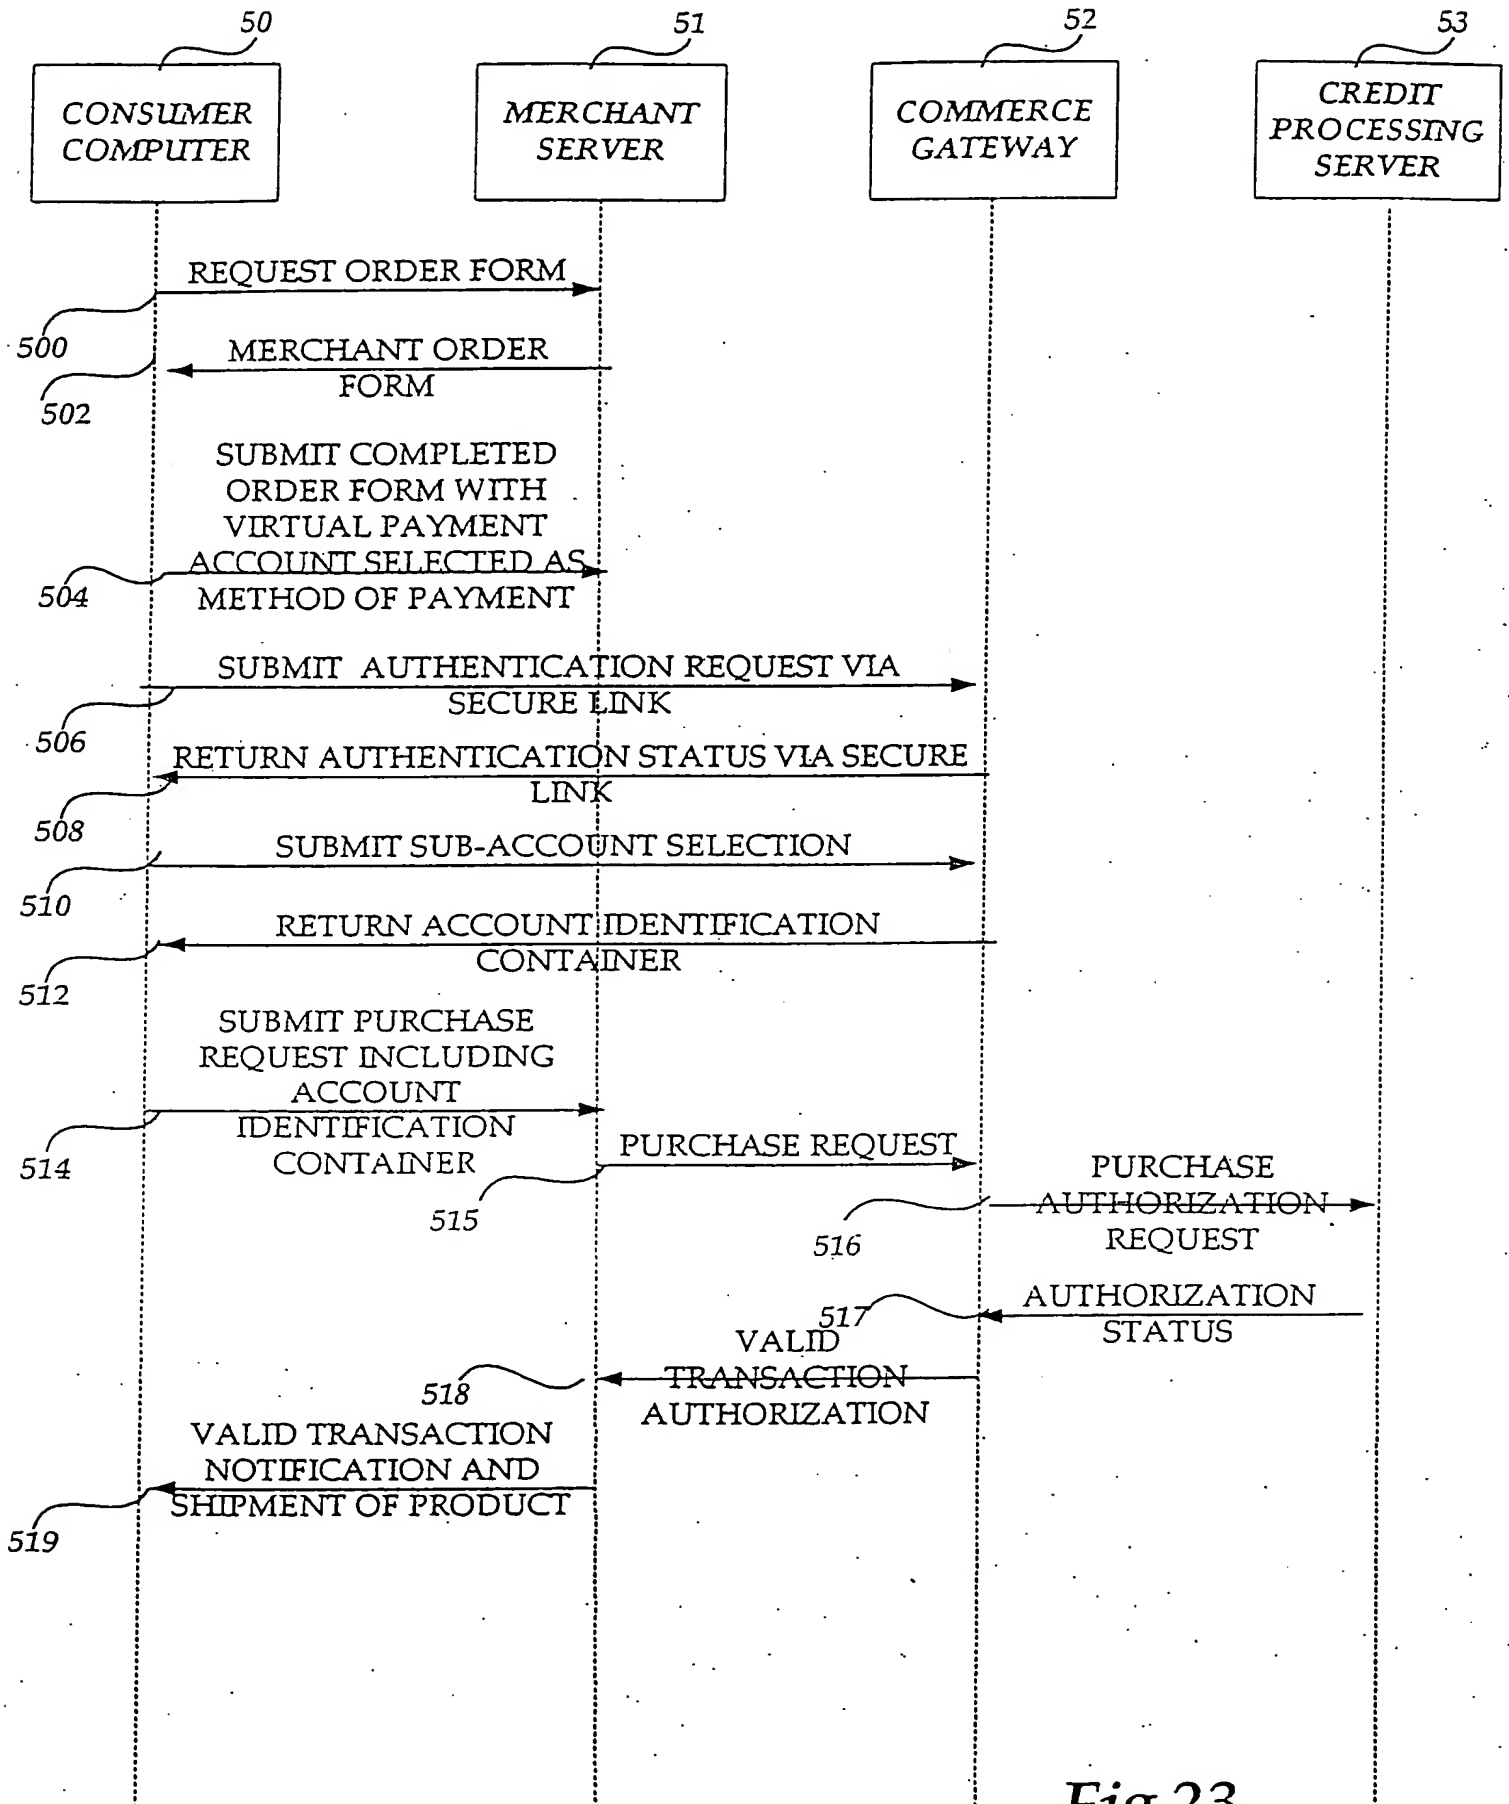 50
51
52
53
CONSUMER
COMPUTER
MERCHANT
SERVER
COMMERCE
GATEWAY
CREDIT
PROCESSING
SERVER
REQUEST ORDER FORM
500
MERCHANT ORDER
FORM
502
SUBMIT COMPLETED
ORDER FORM WITH
VIRTUAL PAYMENT
ACCOUNT SELECTED AS
METHOD OF PAYMENT
504
SUBMIT AUTHENTICATION REQUEST VIA
SECURE LINK
506
RETURN AUTHENTICATION STATUS VIA SECURE
LINK
508
SUBMIT SUB-ACCOUNT SELECTION
510
RETURN ACCOUNT IDENTIFICATION
CONTAINER
512
SUBMIT PURCHASE
REQUEST INCLUDING
ACCOUNT
IDENTIFICATION
CONTAINER
514
PURCHASE REQUEST
515
PURCHASE
AUTHORIZATION
REQUEST
516
AUTHORIZATION
STATUS
517
VALID
TRANSACTION
AUTHORIZATION
518
VALID TRANSACTION
NOTIFICATION AND
SHIPMENT OF PRODUCT
519
Fig.23